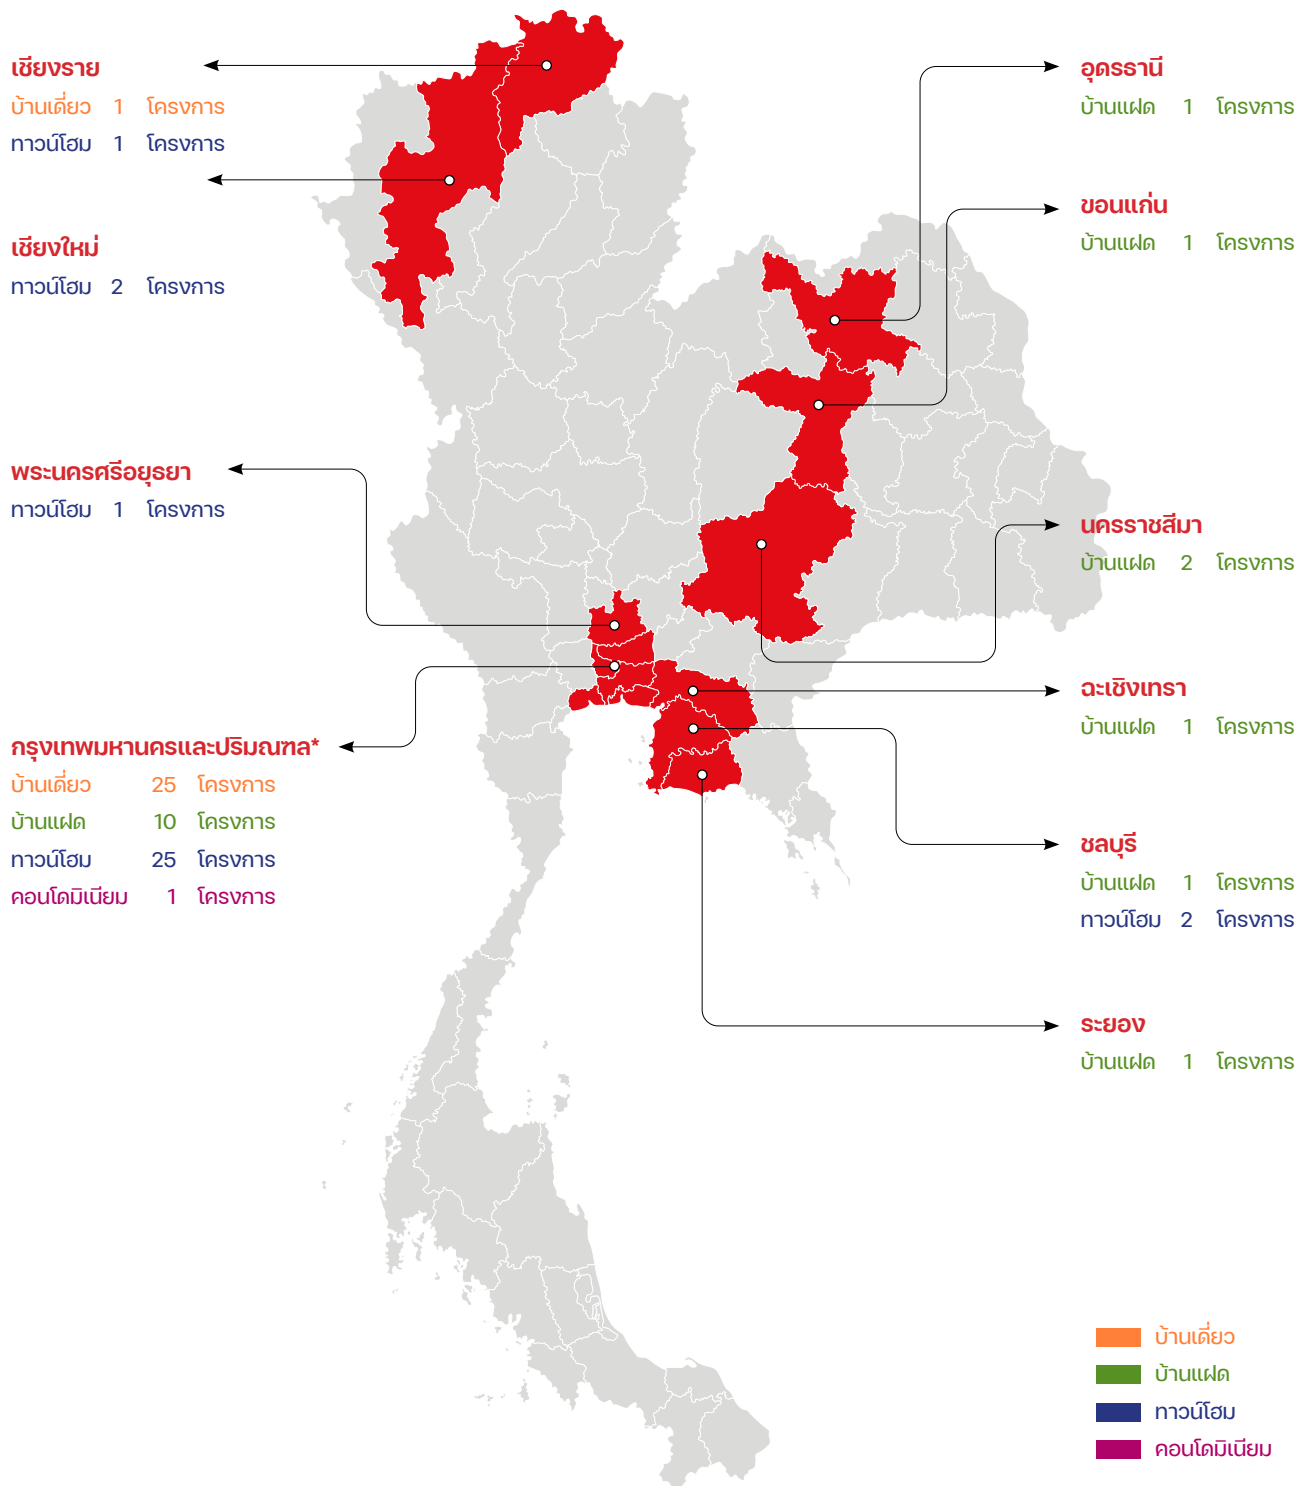 เชียงราย
บ้านเดี่ยว 1 โครงการ
ทาวน์โฮม 1 โครงการ
เชียงใหม่
ทาวน์โฮม 2 โครงการ
พระนครศรีอยุธยา
ทาวน์โฮม 1 โครงการ
กรุงเทพมหานครและปริมณฑล*
บ้านเดี่ยว 25 โครงการ
บ้านแฝด 10 โครงการ
ทาวน์โฮม 25 โครงการ
คอนโดมิเนียม 1 โครงการ
อุดรธานี
บ้านแฝด 1 โครงการ
ขอนแก่น
บ้านแฝด 1 โครงการ
นครราชสีมา
บ้านแฝด 2 โครงการ
ฉะเชิงเทรา
บ้านแฝด 1 โครงการ
ชลบุรี
บ้านแฝด 1 โครงการ
ทาวน์โฮม 2 โครงการ
ระยอง
บ้านแฝด 1 โครงการ
บ้านเดี่ยว
บ้านแฝด
ทาวน์โฮม
คอนโดมิเนียม